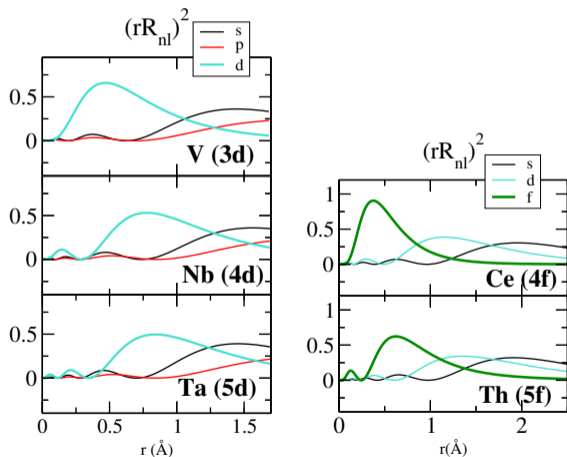 (rR_nl)^2
s
p
d
0.5
0
V (3d)
0.5
0
Nb (4d)
0.5
0
Ta (5d)
0 0.5 1 1.5
r (Å)
(rR_nl)^2
s
d
f
1
0.5
0
Ce (4f)
1
0.5
0
Th (5f)
0 1 2
r(Å)